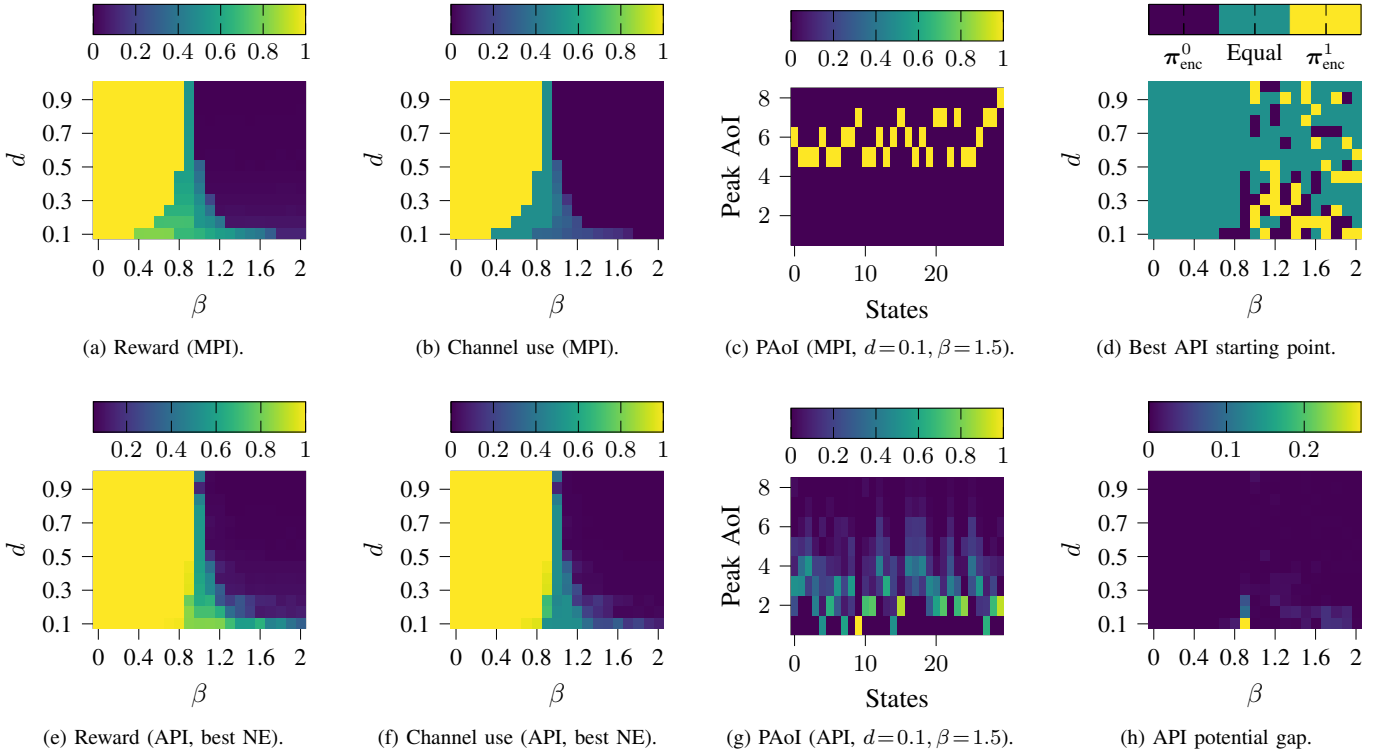 0 0.2 0.4 0.6 0.8 1
0.9
0.7
0.5
0.3
0.1
d
0 0.4 0.8 1.2 1.6 2
β
(a) Reward (MPI).
0 0.2 0.4 0.6 0.8 1
0.9
0.7
0.5
0.3
0.1
d
0 0.4 0.8 1.2 1.6 2
β
(b) Channel use (MPI).
0 0.2 0.4 0.6 0.8 1
8
6
4
2
Peak AoI
0 20
States
(c) PAoI (MPI, d=0.1, β=1.5).
π⁰enc Equal π¹enc
0.9
0.7
0.5
0.3
0.1
d
0 0.4 0.8 1.2 1.6 2
β
(d) Best API starting point.
0.2 0.4 0.6 0.8 1
0.9
0.7
0.5
0.3
0.1
d
0 0.4 0.8 1.2 1.6 2
β
(e) Reward (API, best NE).
0 0.2 0.4 0.6 0.8 1
0.9
0.7
0.5
0.3
0.1
d
0 0.4 0.8 1.2 1.6 2
β
(f) Channel use (API, best NE).
0 0.2 0.4 0.6 0.8 1
8
6
4
2
Peak AoI
0 20
States
(g) PAoI (API, d=0.1, β=1.5).
0 0.1 0.2
0.9
0.7
0.5
0.3
0.1
d
0 0.4 0.8 1.2 1.6 2
β
(h) API potential gap.